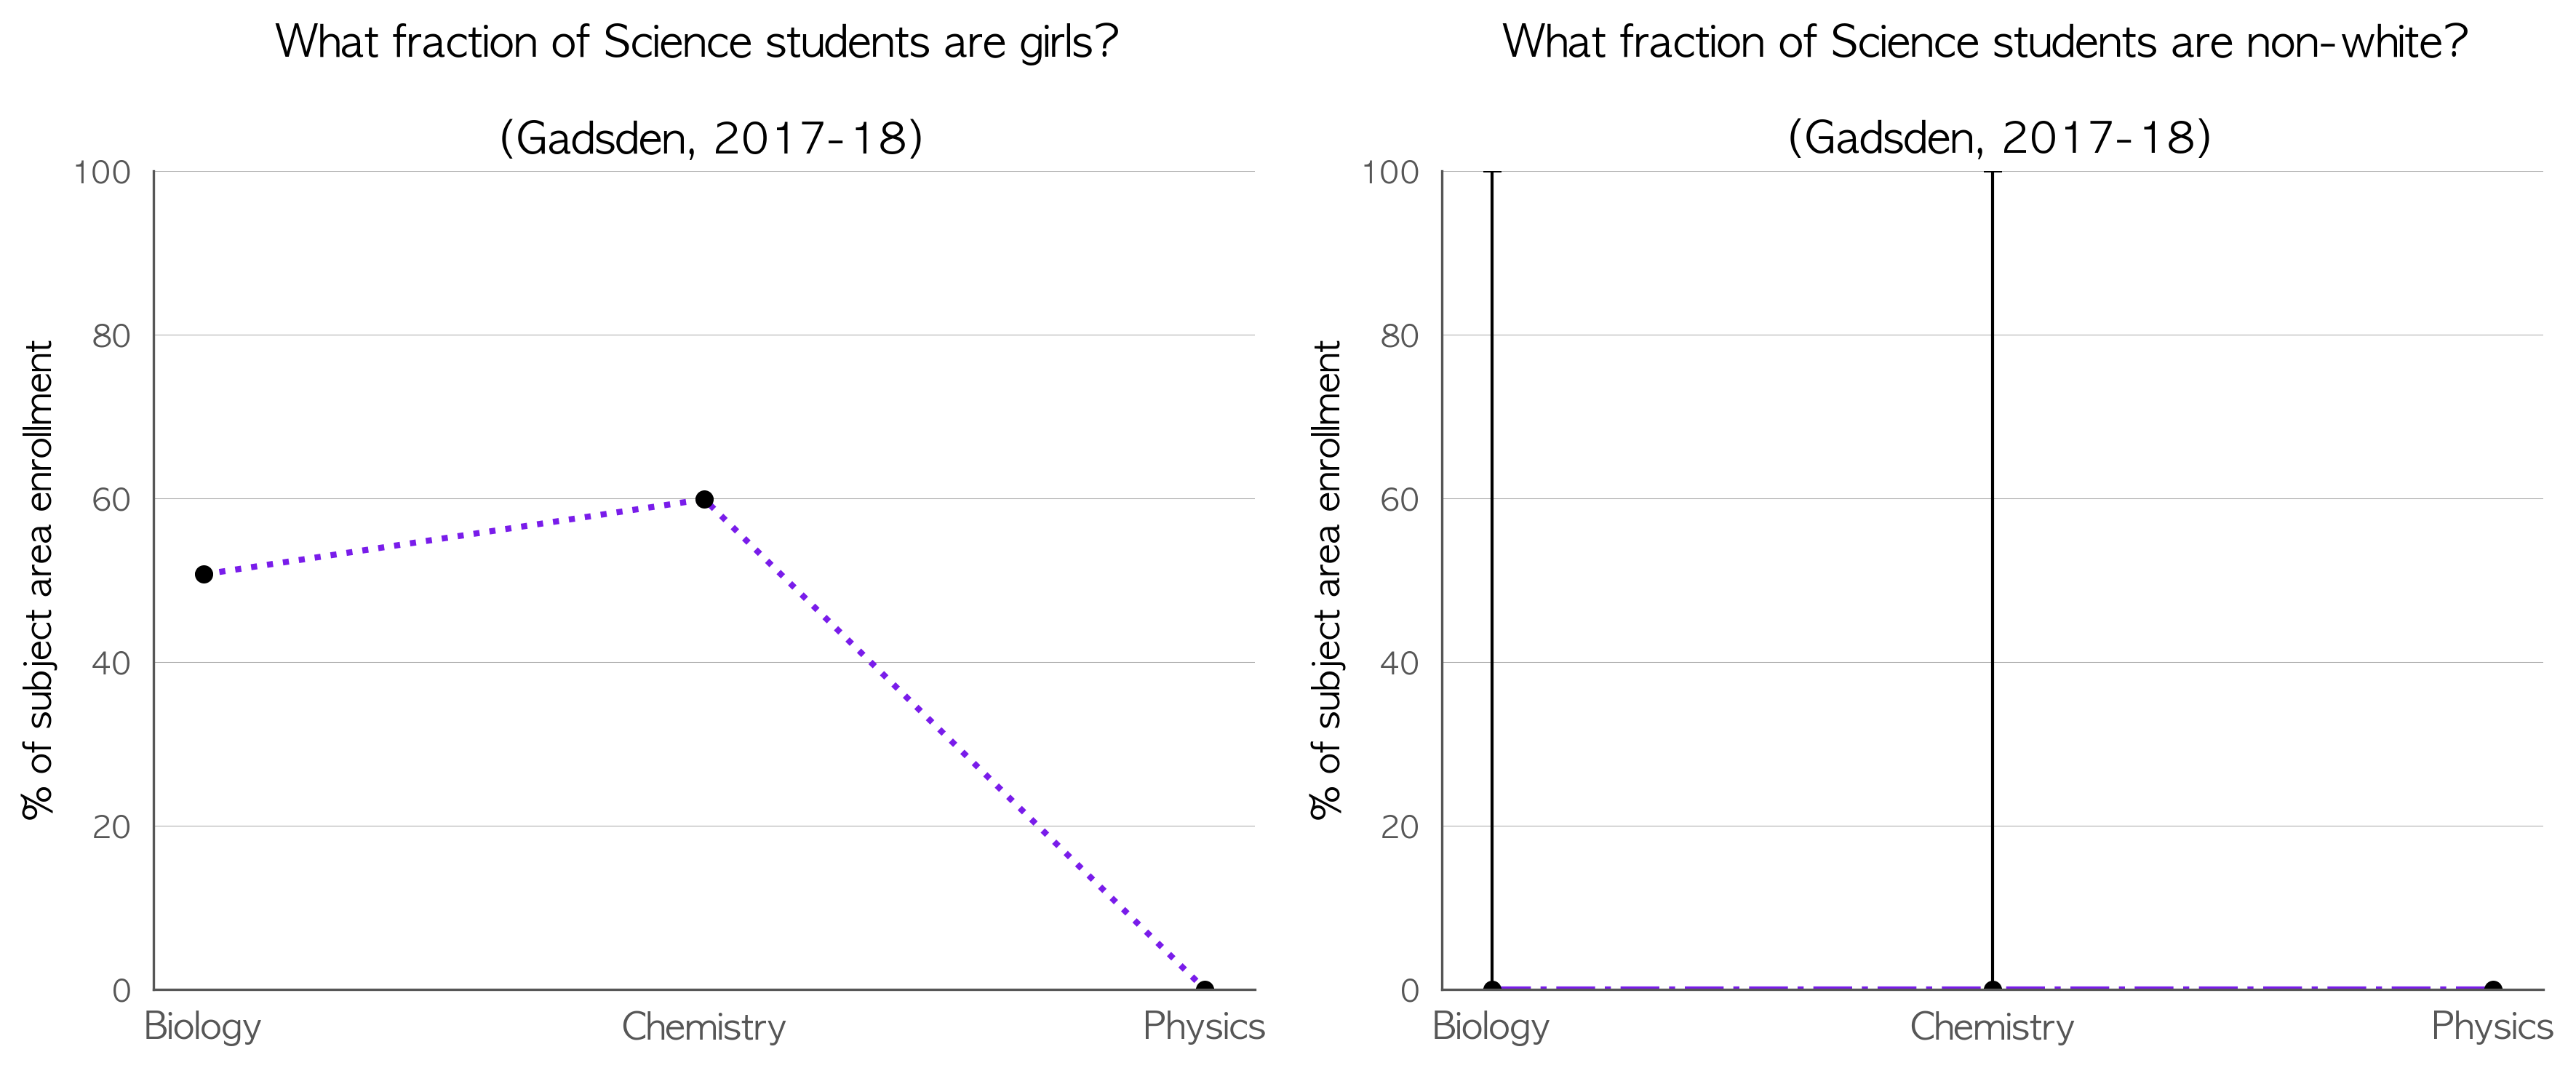 What fraction of Science students are girls?
(Gadsden, 2017-18)
100
80
60
40
20
0
% of subject area enrollment
Biology
Chemistry
Physics
What fraction of Science students are non-white?
(Gadsden, 2017-18)
100
80
60
40
20
0
% of subject area enrollment
Biology
Chemistry
Physics